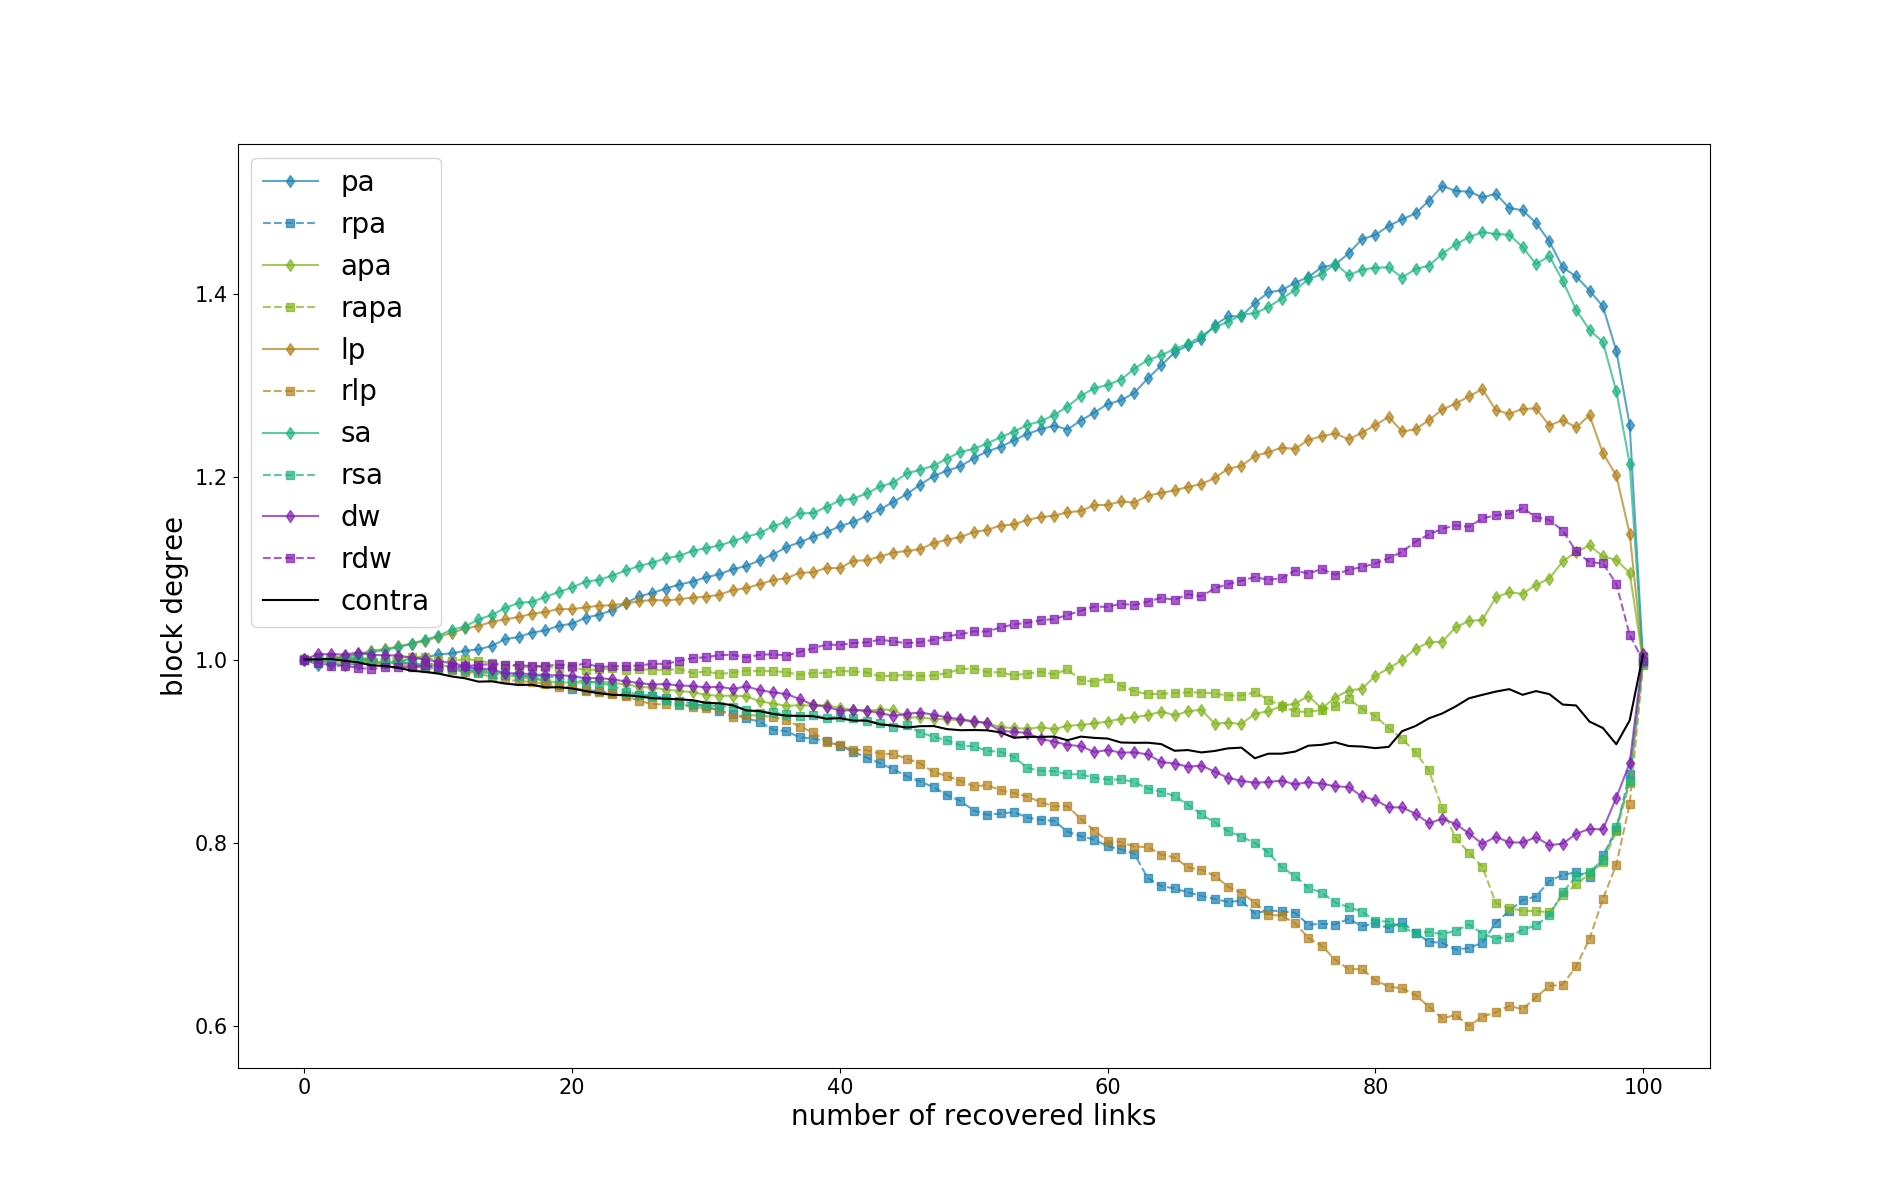 pa
rpa
apa
rapa
lp
rlp
sa
rsa
dw
rdw
contra
block degree
1.4
1.2
1.0
0.8
0.6
0 20 40 60 80 100
number of recovered links